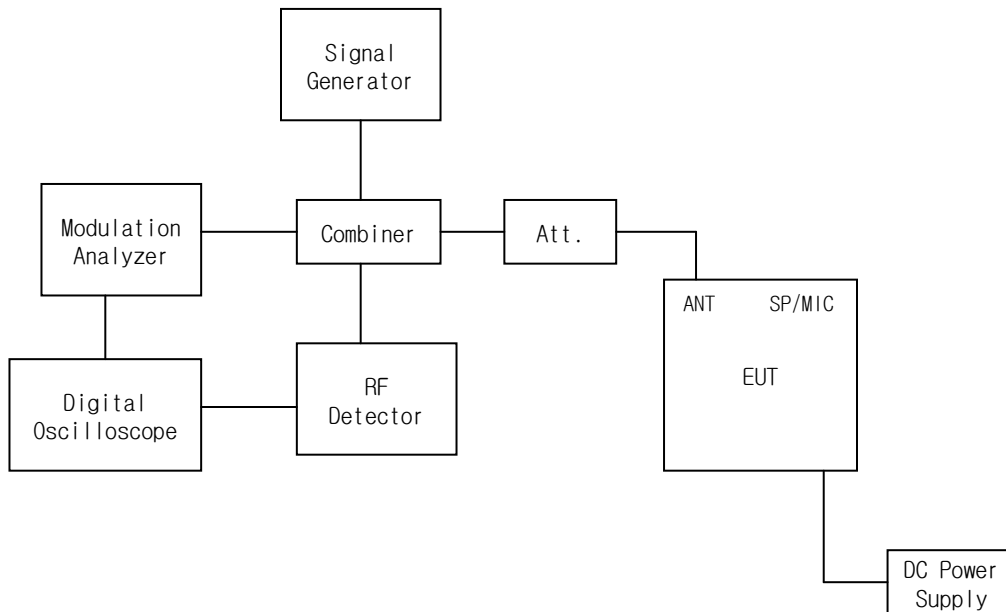 Signal
Generator
Modulation
Analyzer
Combiner
Att.
ANT SP/MIC
EUT
Digital
Oscilloscope
RF
Detector
DC Power
Supply